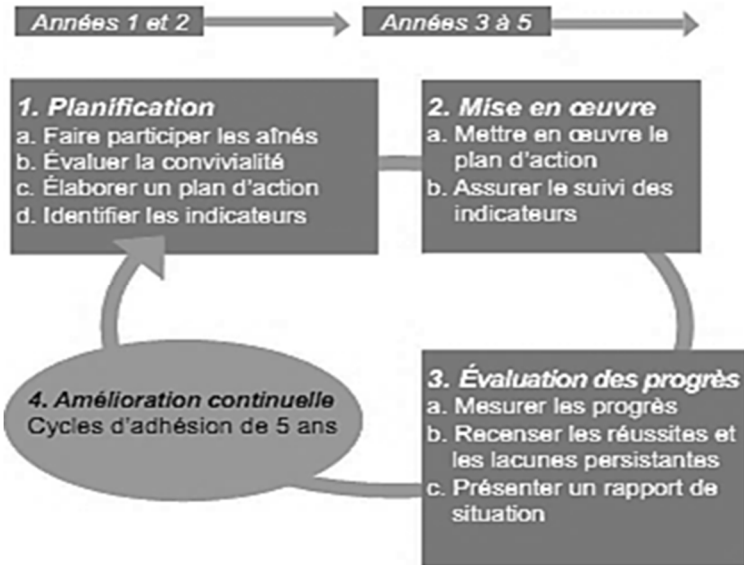 Années 1 et 2
Années 3 à 5
1. Planification
a. Faire participer les aînés
b. Évaluer la convivialité
c. Élaborer un plan d'action
d. Identifier les indicateurs
2. Mise en œuvre
a. Mettre en œuvre le
plan d'action
b. Assurer le suivi des
indicateurs
3. Évaluation des progrès
a. Mesurer les progrès
b. Recenser les réussites et
les lacunes persistantes
c. Présenter un rapport de
situation
4. Amélioration continuelle
Cycles d'adhésion de 5 ans